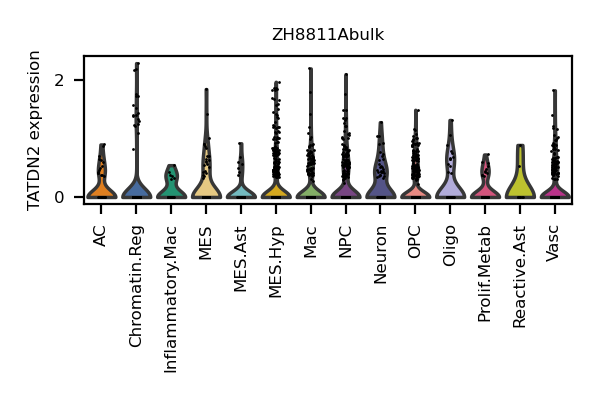 ZH8811Abulk
TATDN2 expression
2
0
AC
Chromatin.Reg
Inflammatory.Mac
MES
MES.Ast
MES.Hyp
Mac
NPC
Neuron
OPC
Oligo
Prolif.Metab
Reactive.Ast
Vasc